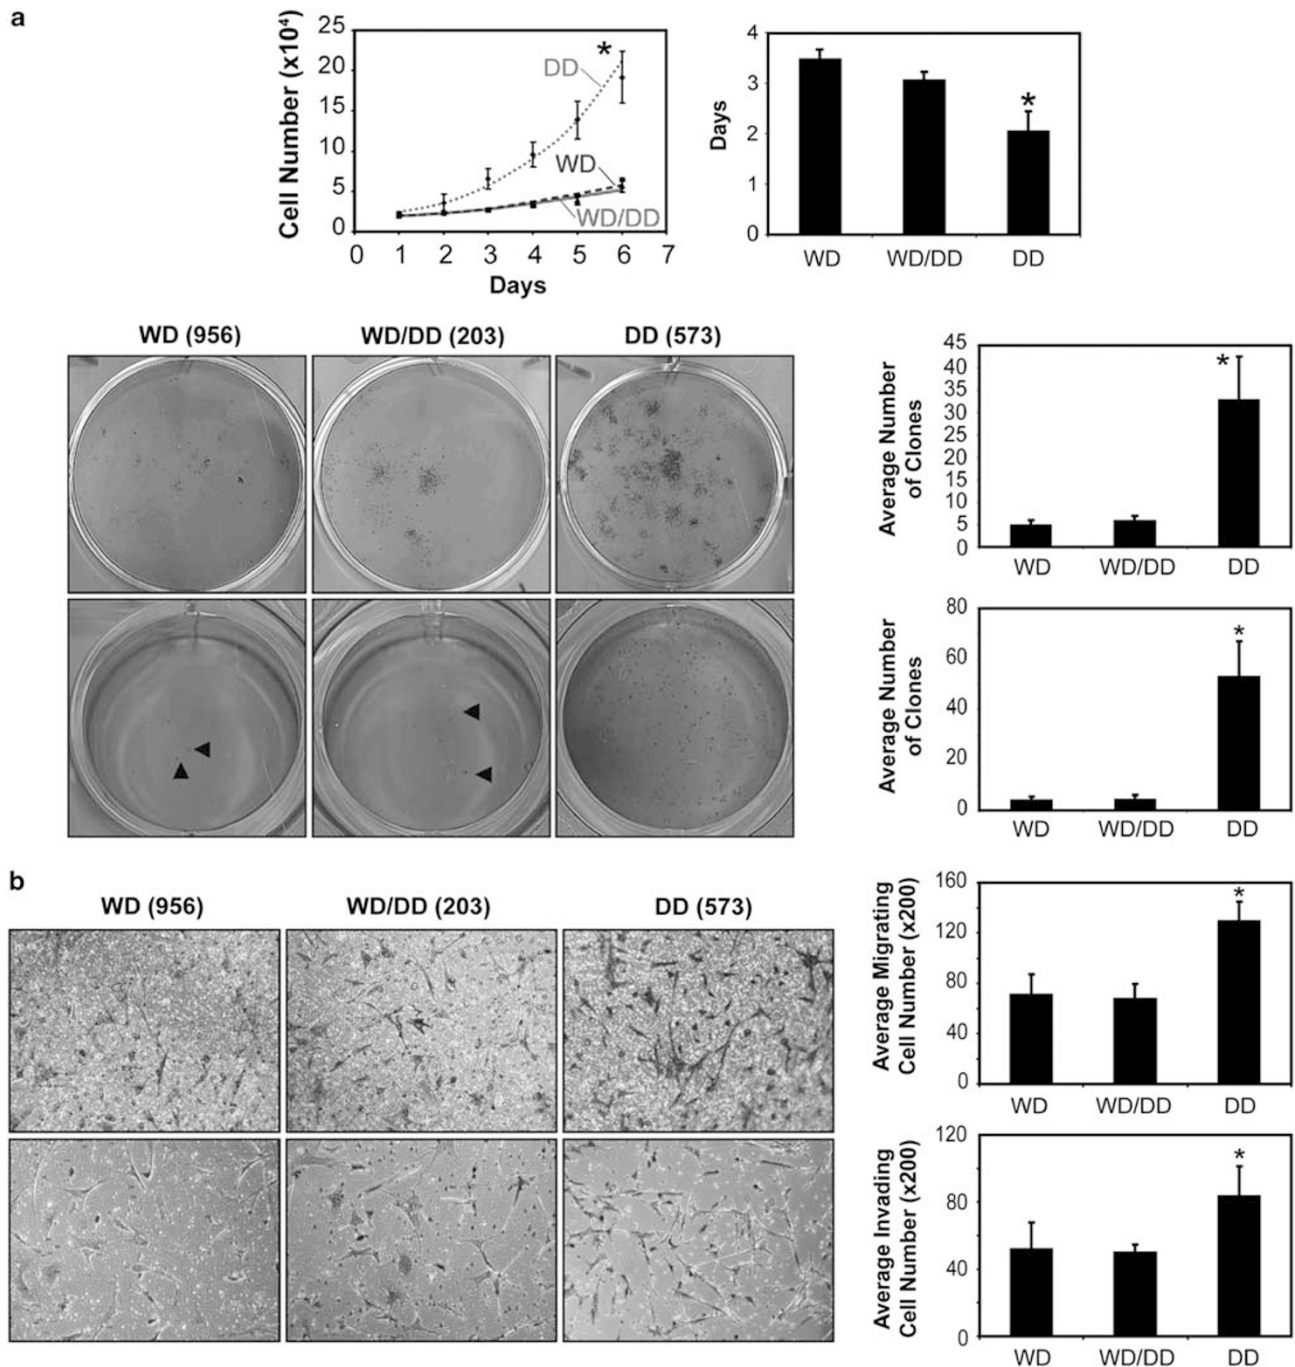 a
Cell Number (x10⁴)
25
20
15
10
5
0
*
DD
WD
WD/DD
0 1 2 3 4 5 6 7
Days
Days
4
3
2
1
0
*
WD WD/DD DD
WD (956) WD/DD (203) DD (573)
Average Number
of Clones
45
40
35
30
25
20
15
10
5
0
*
WD WD/DD DD
Average Number
of Clones
80
60
40
20
0
*
WD WD/DD DD
b
WD (956) WD/DD (203) DD (573)
Average Migrating
Cell Number (x200)
160
120
80
40
0
*
WD WD/DD DD
Average Invading
Cell Number (x200)
120
80
40
0
*
WD WD/DD DD